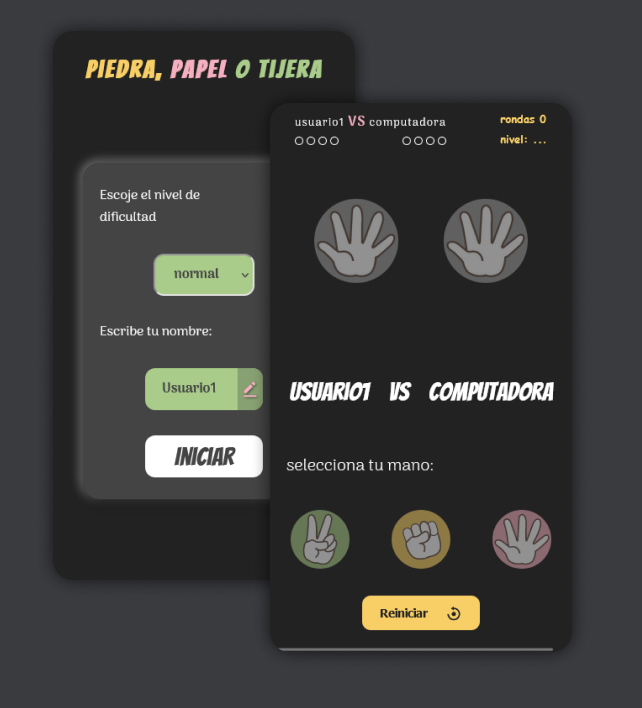 PIEDRA, PAPEL O TIJERA
Escoje el nivel de
dificultad
normal
Escribe tu nombre:
Usuario1
INICIAR
usuario1 VS computadora
rondas 0
nivel: ...
USUARIO1 VS COMPUTADORA
selecciona tu mano:
Reiniciar